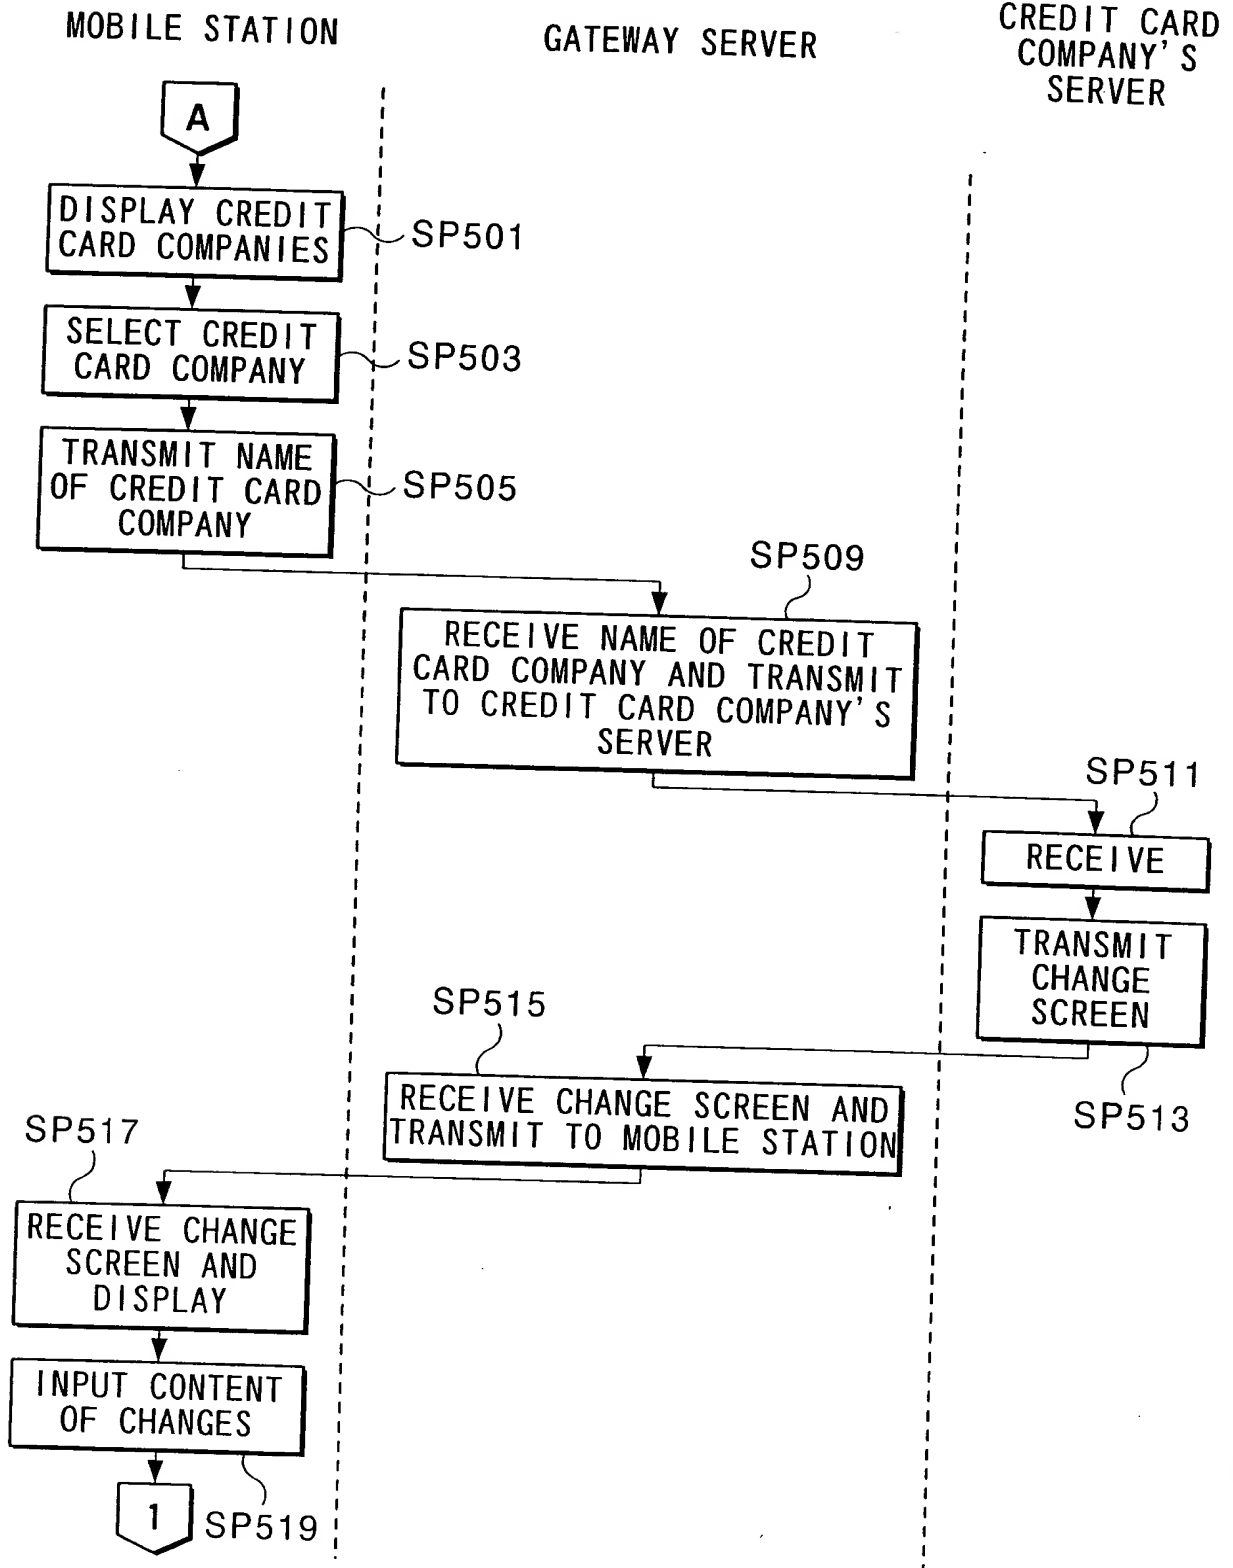 MOBILE STATION
GATEWAY SERVER
CREDIT CARD
COMPANY'S
SERVER
A
DISPLAY CREDIT
CARD COMPANIES
SP501
SELECT CREDIT
CARD COMPANY
SP503
TRANSMIT NAME
OF CREDIT CARD
COMPANY
SP505
SP509
RECEIVE NAME OF CREDIT
CARD COMPANY AND TRANSMIT
TO CREDIT CARD COMPANY'S
SERVER
SP511
RECEIVE
TRANSMIT
CHANGE
SCREEN
SP513
SP515
RECEIVE CHANGE SCREEN AND
TRANSMIT TO MOBILE STATION
SP517
RECEIVE CHANGE
SCREEN AND
DISPLAY
INPUT CONTENT
OF CHANGES
1
SP519